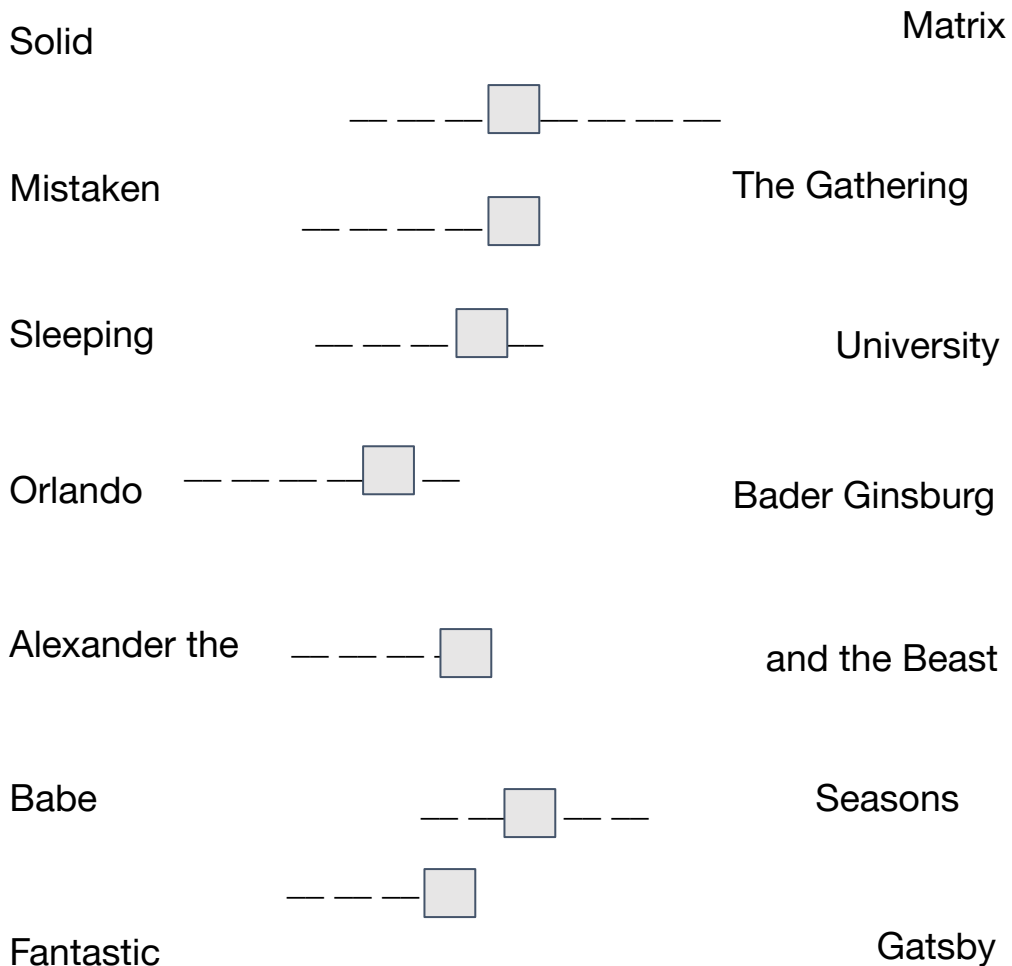 Solid
Matrix
Mistaken
The Gathering
Sleeping
University
Orlando
Bader Ginsburg
Alexander the
and the Beast
Babe
Seasons
Fantastic
Gatsby